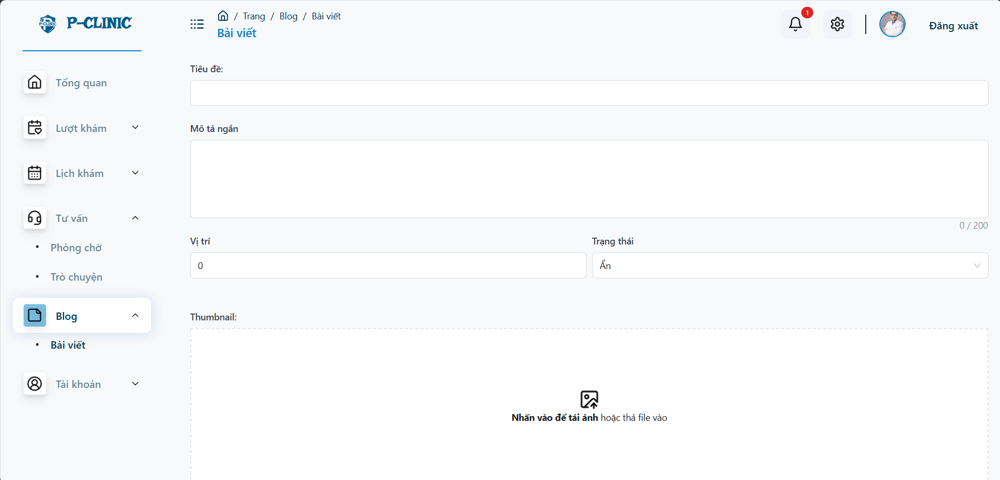 P-CLINIC
P-CLINIC
/ Trang / Blog / Bài viết
Bài viết
1
Đăng xuất
Tổng quan
Lượt khám
Lịch khám
Tư vấn
Phòng chờ
Trò chuyện
Blog
Bài viết
Tài khoản
Tiêu đề:
Mô tả ngắn
0 / 200
Vị trí
Trạng thái
0
Ẩn
Thumbnail:
Nhấn vào để tải ảnh hoặc thả file vào